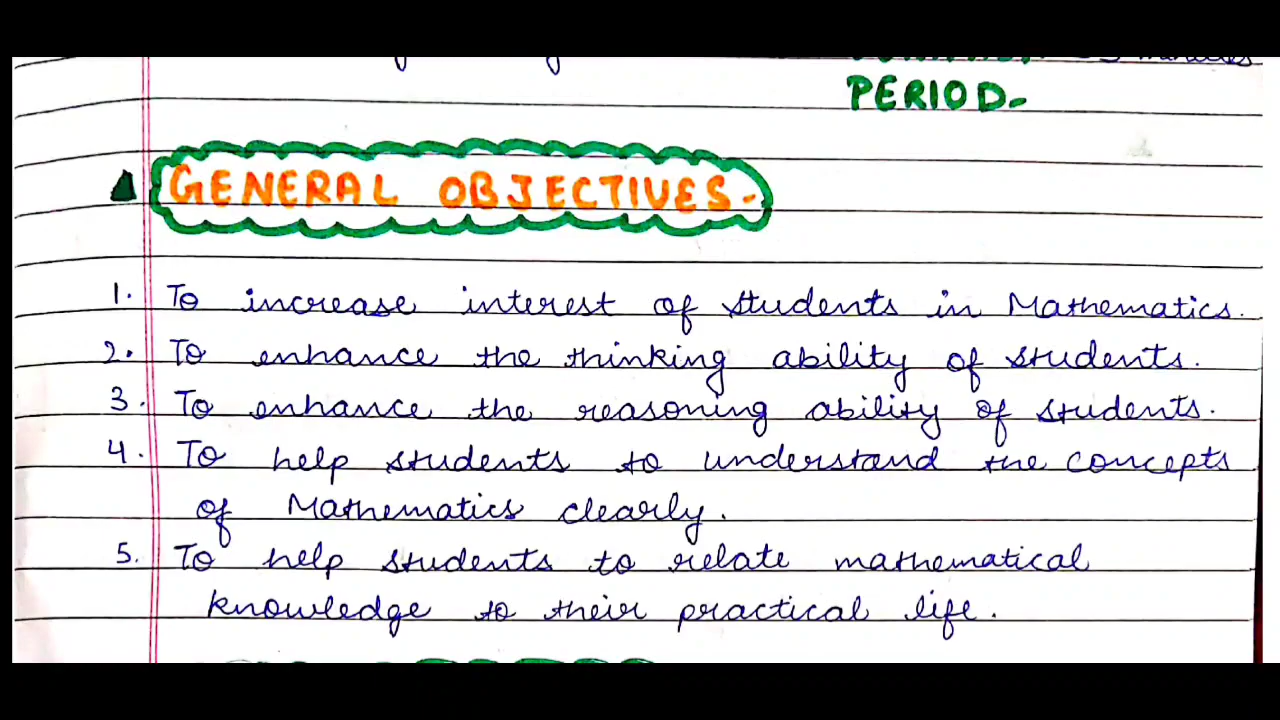 PERIOD-
GENERAL OBJECTIVES-
1. To increase interest of students in Mathematics.
2. To enhance the thinking ability of students.
3. To enhance the reasoning ability of students.
4. To help students to understand the concepts
of Mathematics clearly.
5. To help students to relate mathematical
knowledge to their practical life.